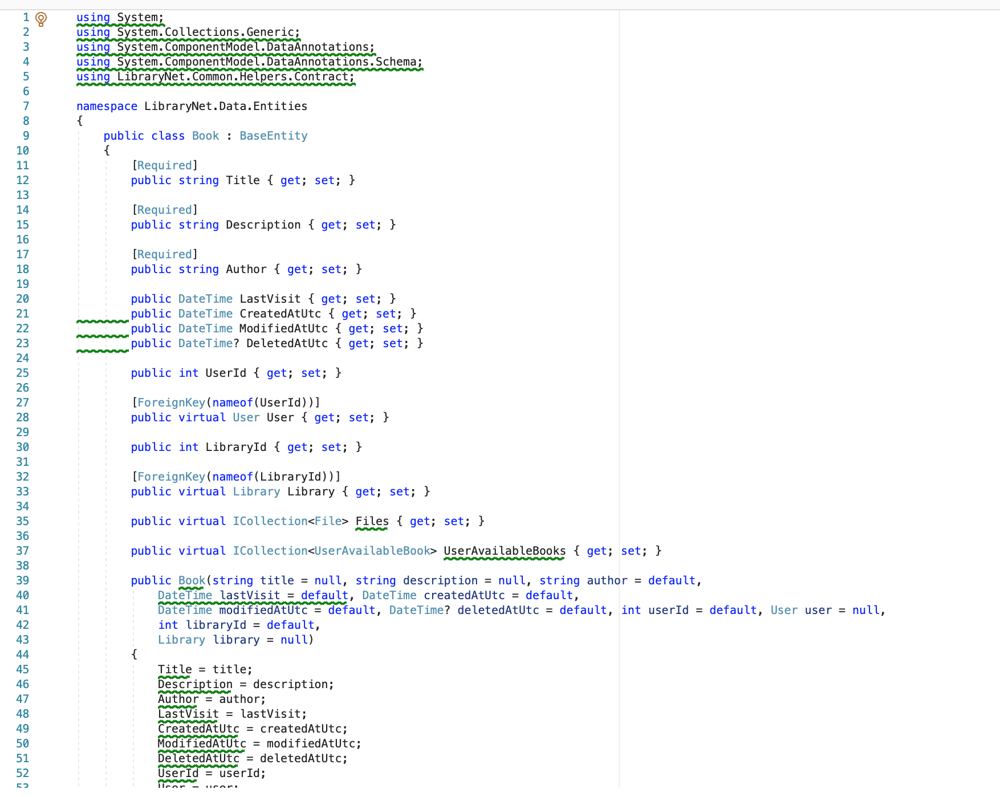 1 using System;
2 using System.Collections.Generic;
3 using System.ComponentModel.DataAnnotations;
4 using System.ComponentModel.DataAnnotations.Schema;
5 using LibraryNet.Common.Helpers.Contract;
6
7 namespace LibraryNet.Data.Entities
8 {
9     public class Book : BaseEntity
10     {
11         [Required]
12         public string Title { get; set; }
13
14         [Required]
15         public string Description { get; set; }
16
17         [Required]
18         public string Author { get; set; }
19
20         public DateTime LastVisit { get; set; }
21         public DateTime CreatedAtUtc { get; set; }
22         public DateTime ModifiedAtUtc { get; set; }
23         public DateTime? DeletedAtUtc { get; set; }
24
25         public int UserId { get; set; }
26
27         [ForeignKey(nameof(UserId))]
28         public virtual User User { get; set; }
29
30         public int LibraryId { get; set; }
31
32         [ForeignKey(nameof(LibraryId))]
33         public virtual Library Library { get; set; }
34
35         public virtual ICollection<File> Files { get; set; }
36
37         public virtual ICollection<UserAvailableBook> UserAvailableBooks { get; set; }
38
39         public Book(string title = null, string description = null, string author = default,
40             DateTime lastVisit = default, DateTime createdAtUtc = default,
41             DateTime modifiedAtUtc = default, DateTime? deletedAtUtc = default, int userId = default, User user = null,
42             int libraryId = default,
43             Library library = null)
44         {
45             Title = title;
46             Description = description;
47             Author = author;
48             LastVisit = lastVisit;
49             CreatedAtUtc = createdAtUtc;
50             ModifiedAtUtc = modifiedAtUtc;
51             DeletedAtUtc = deletedAtUtc;
52             UserId = userId;
53             User = user;